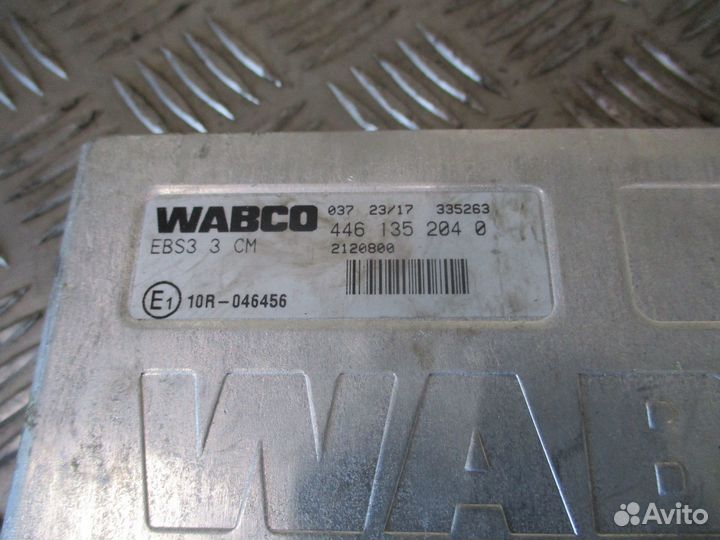 WABCO 037 23/17 335263
446 135 204 0
EBS3 3 CM 2120800
E1 10R-046456
WAB
Avito